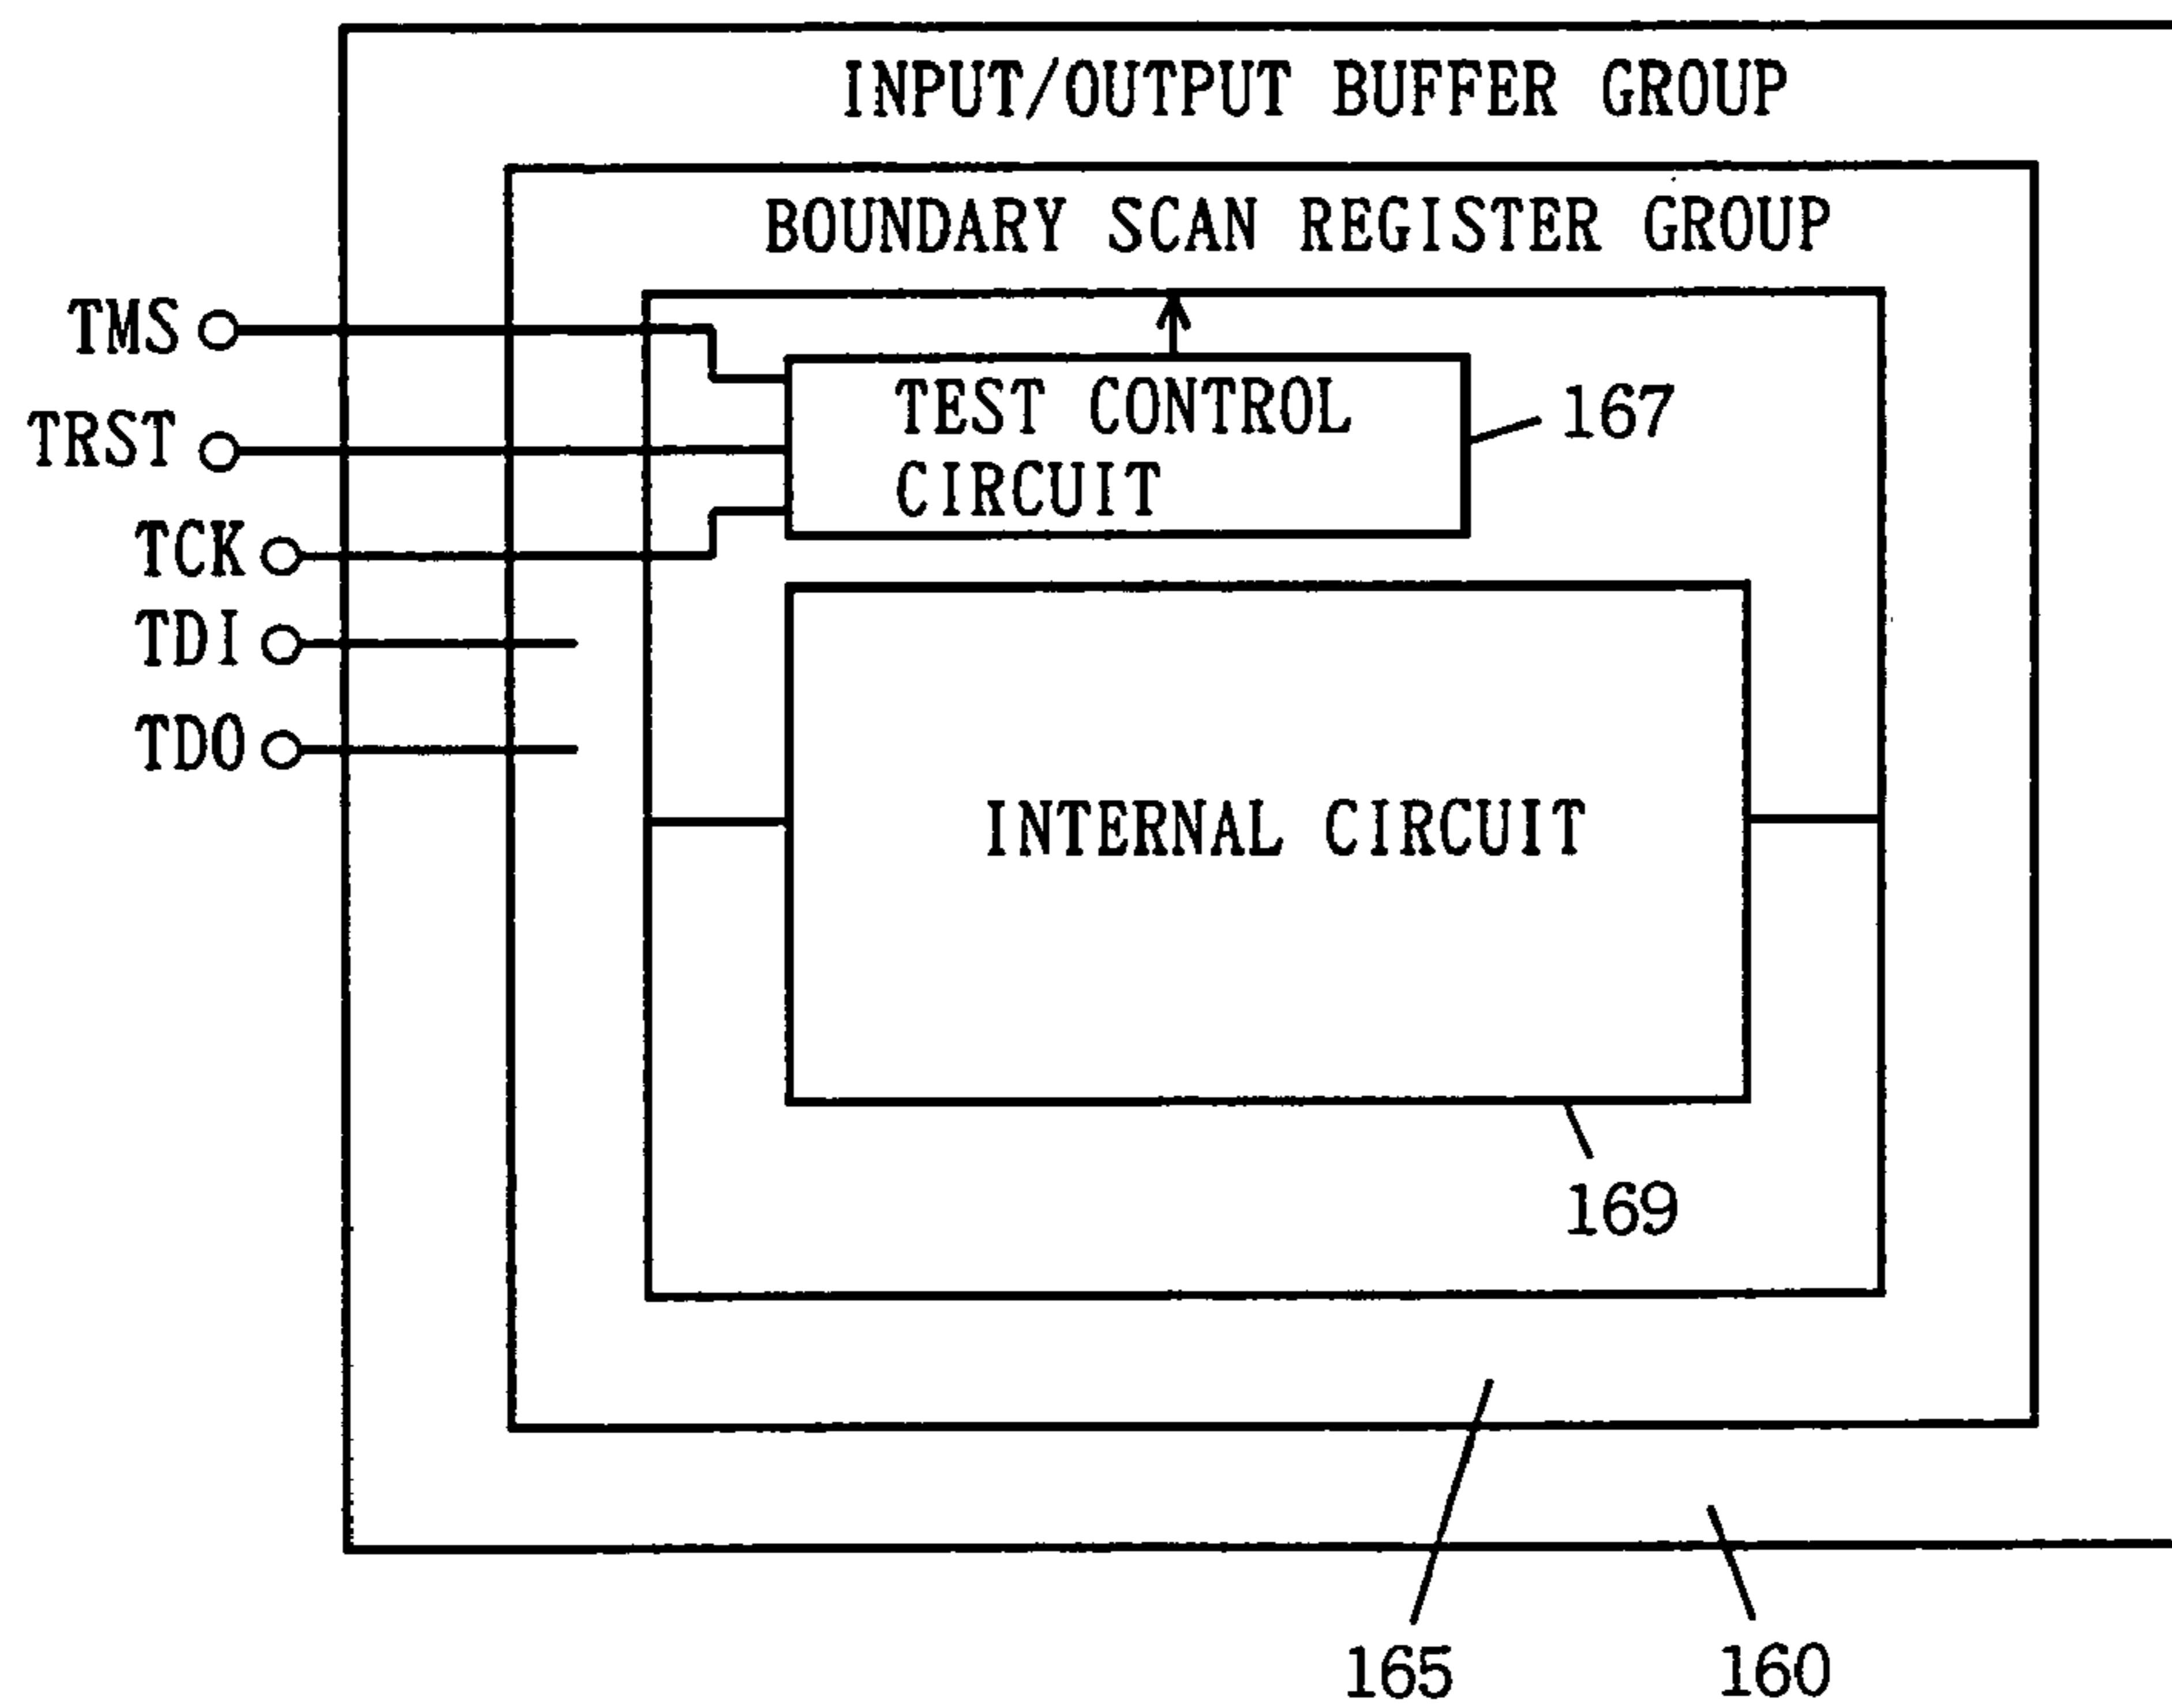 INPUT/OUTPUT BUFFER GROUP
BOUNDARY SCAN REGISTER GROUP
TMS
TRST
TCK
TDI
TDO
TEST CONTROL
CIRCUIT
167
INTERNAL CIRCUIT
169
165
160